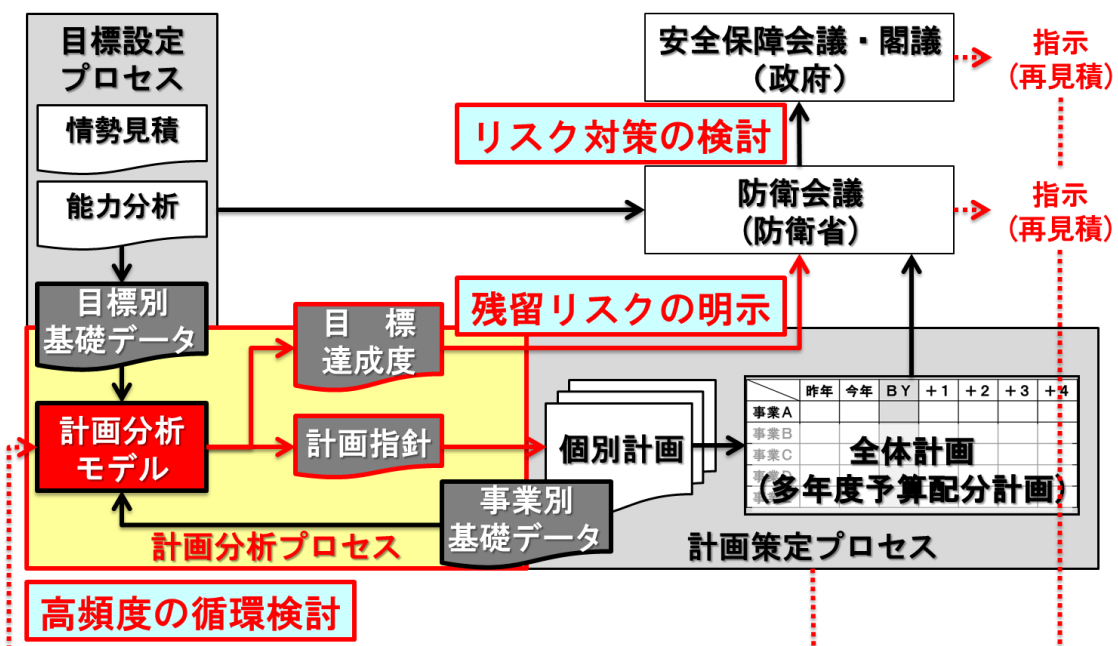 目標設定
プロセス
情勢見積
能力分析
目標別
基礎データ
計画分析
モデル
安全保障会議・閣議
(政府)
指示
(再見積)
リスク対策の検討
防衛会議
(防衛省)
指示
(再見積)
残留リスクの明示
目 標
達成度
計画指針
個別計画
事業別
基礎データ
計画分析プロセス
昨年 今年 BY +1 +2 +3 +4
事業A
事業B
事業C
全体計画
(多年度予算配分計画)
計画策定プロセス
高頻度の循環検討